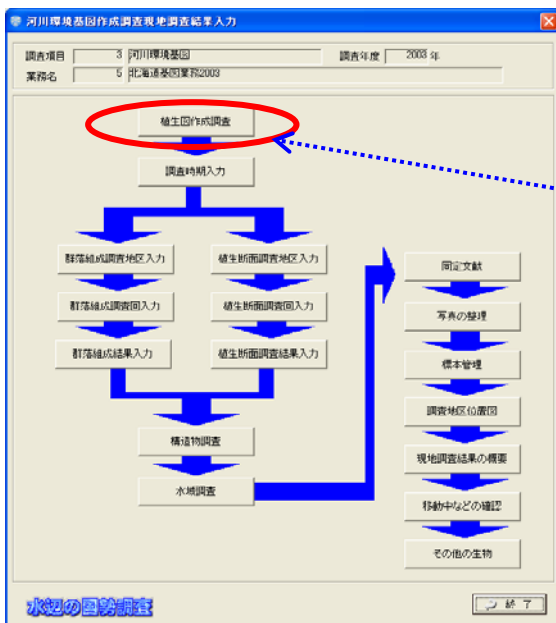 河川環境基図作成調査現地調査結果入力
調査項目 3 河川環境基図 調査年度 2003 年
業務名 5 北海道基図業務2003
植生図作成調査
調査時期入力
群落組成調査地区入力 植生断面調査地区入力
群落組成調査回入力 植生断面調査回入力
群落組成結果入力 植生断面調査結果入力
構造物調査
水域調査
同定文献
写真の整理
標本管理
調査地区位置図
現地調査結果の概要
移動中などの確認
その他の生物
水辺の国勢調査
終了